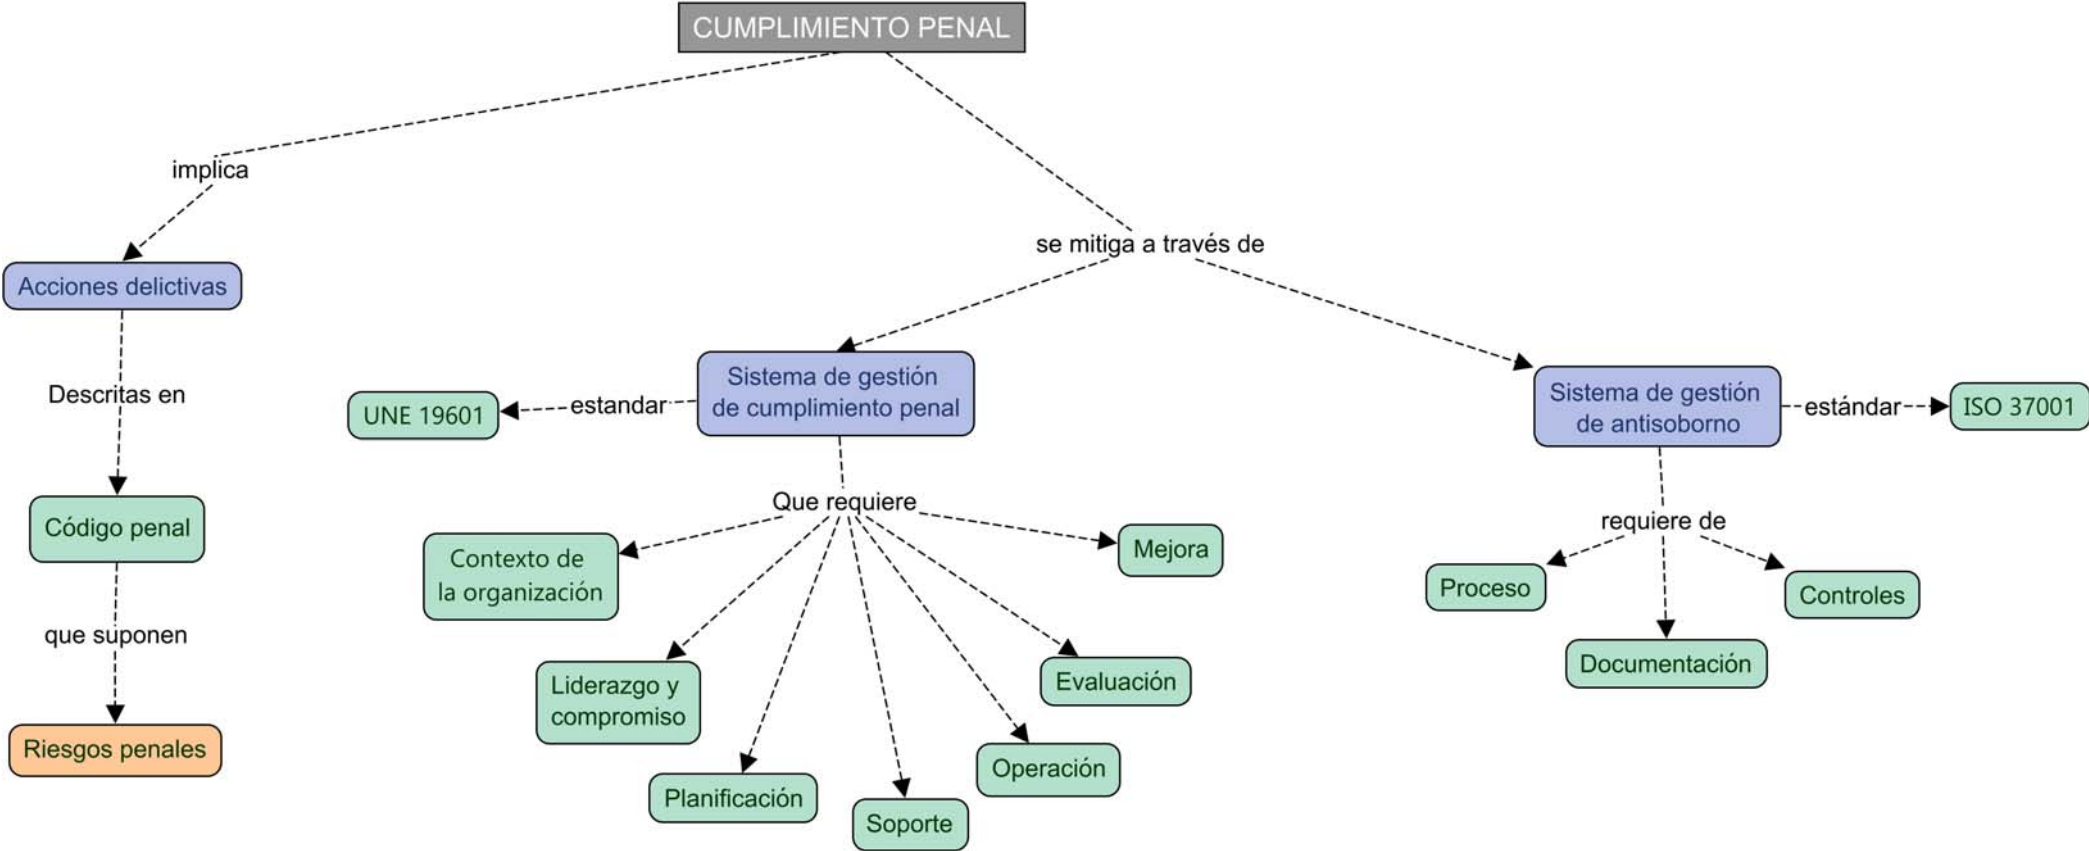 CUMPLIMIENTO PENAL
implica
se mitiga a través de
Acciones delictivas
Descritas en
Código penal
que suponen
Riesgos penales
Sistema de gestión
de cumplimiento penal
estandar
UNE 19601
Que requiere
Contexto de
la organización
Liderazgo y
compromiso
Planificación
Soporte
Operación
Evaluación
Mejora
Sistema de gestión
de antisoborno
estándar
ISO 37001
requiere de
Proceso
Documentación
Controles